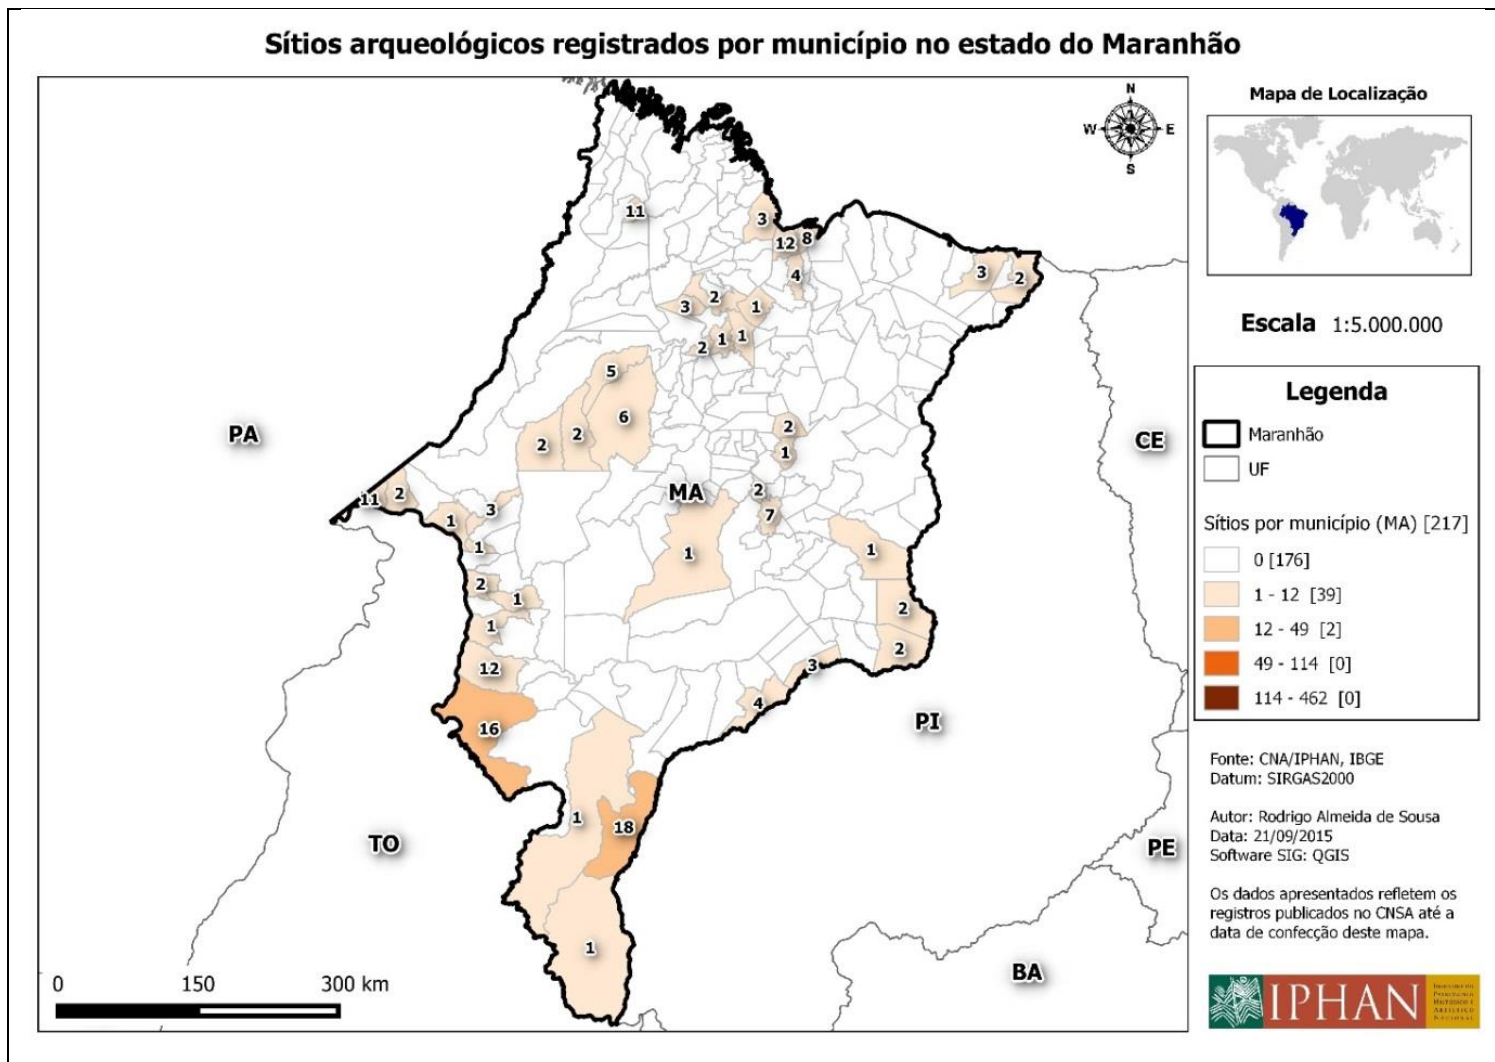 Sítios arqueológicos registrados por município no estado do Maranhão
N
W E
S
11
3
12 8
4
3 2
3 2 1
2 1 1
5
6
2 2
2
1
PA
CE
MA
11 2
3
1
1
2
7
1
1
2
1
1
2
2
12
3
4
16
PI
1
18
TO
PE
1
BA
0 150 300 km
Mapa de Localização
Escala 1:5.000.000
Legenda
Maranhão
UF
Sítios por município (MA) [217]
0 [176]
1 - 12 [39]
12 - 49 [2]
49 - 114 [0]
114 - 462 [0]
Fonte: CNA/IPHAN, IBGE
Datum: SIRGAS2000
Autor: Rodrigo Almeida de Sousa
Data: 21/09/2015
Software SIG: QGIS
Os dados apresentados refletem os
registros publicados no CNSA até a
data de confecção deste mapa.
IPHAN
Instituto do
Patrimônio
Histórico e
Artístico
Nacional